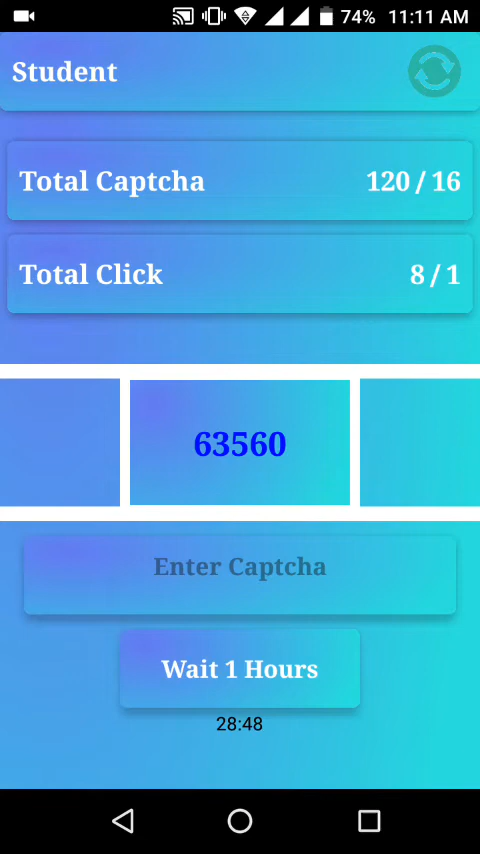 74% 11:11 AM
Student
Total Captcha 120 / 16
Total Click 8 / 1
63560
Enter Captcha
Wait 1 Hours
28:48